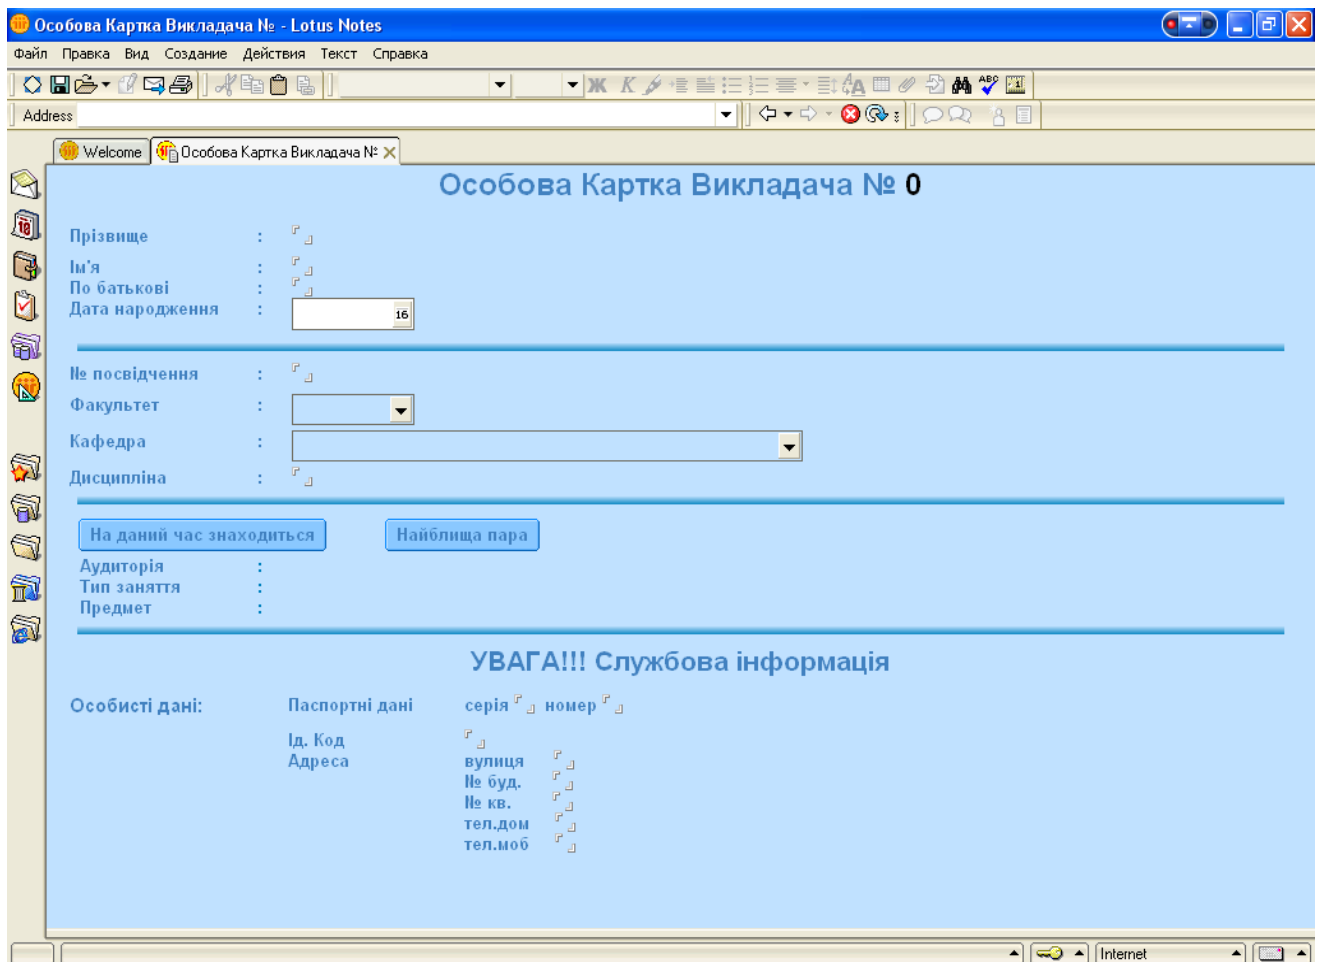 Особова Картка Викладача № - Lotus Notes
Файл Правка Вид Создание Действия Текст Справка
Ж К A ABC
Address
Welcome Особова Картка Викладача №
Особова Картка Викладача № 0
Прізвище :
Ім'я :
По батькові :
Дата народження : 16
№ посвідчення :
Факультет :
Кафедра :
Дисципліна :
На даний час знаходиться Найблища пара
Аудиторія :
Тип заняття :
Предмет :
УВАГА!!! Службова інформація
Особисті дані: Паспортні дані серія номер
Ід. Код
Адреса вулиця
№ буд.
№ кв.
тел.дом
тел.моб
Internet